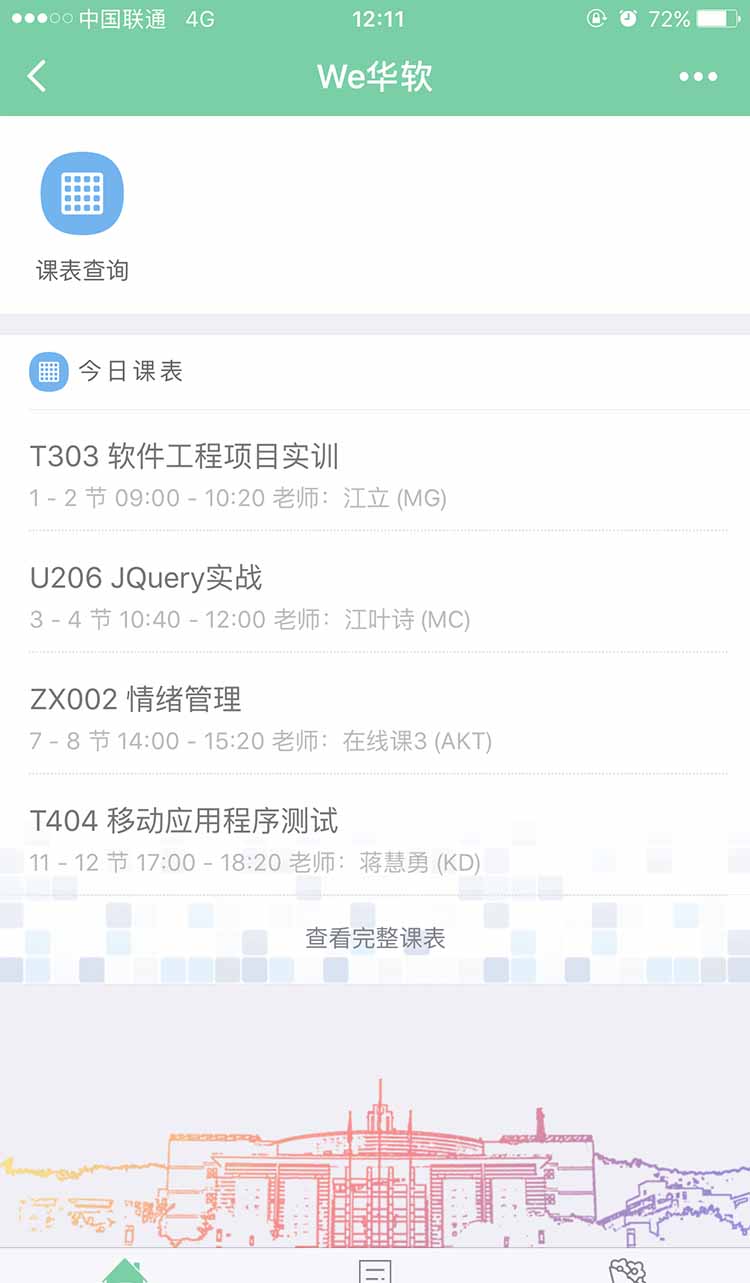 中国联通 4G 12:11 72%
We华软
课表查询
今日课表
T303 软件工程项目实训
1 - 2 节 09:00 - 10:20 老师：江立 (MG)
U206 JQuery实战
3 - 4 节 10:40 - 12:00 老师：江叶诗 (MC)
ZX002 情绪管理
7 - 8 节 14:00 - 15:20 老师：在线课3 (AKT)
T404 移动应用程序测试
11 - 12 节 17:00 - 18:20 老师：蒋慧勇 (KD)
查看完整课表